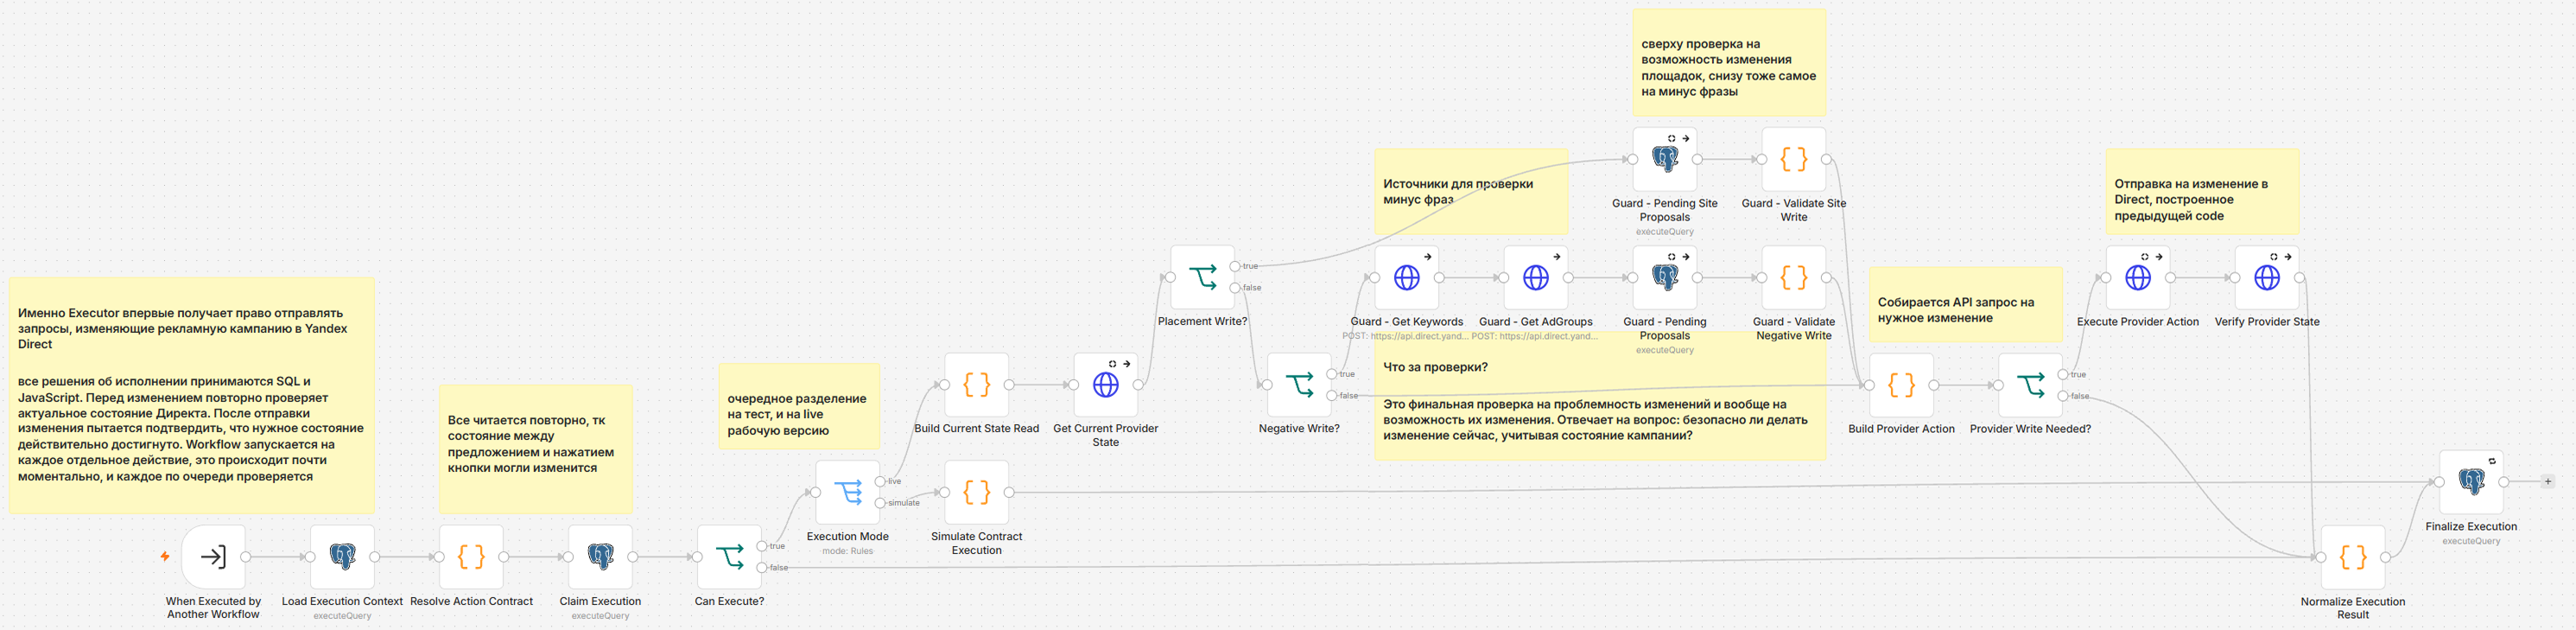 сверху проверка на
возможность изменения
площадок, снизу тоже самое
на минус фразы
Источники для проверки
минус фраз
Guard - Pending Site
Proposals
executeQuery
Guard - Validate Site
Write
Отправка на изменение в
Direct, построенное
предыдущей code
Именно Executor впервые получает право отправлять
запросы, изменяющие рекламную кампанию в Yandex
Direct
все решения об исполнении принимаются SQL и
JavaScript. Перед изменением повторно проверяет
актуальное состояние Директа. После отправки
изменения пытается подтвердить, что нужное состояние
действительно достигнуто. Workflow запускается на
каждое отдельное действие, это происходит почти
моментально, и каждое по очереди проверяется
Все читается повторно, тк
состояние между
предложением и нажатием
кнопки могли изменится
очередное разделение
на тест, и на live
рабочую версию
true
false
Placement Write?
Guard - Get Keywords
POST: https://api.direct.yand...
Guard - Get AdGroups
POST: https://api.direct.yand...
Guard - Pending
Proposals
executeQuery
Guard - Validate
Negative Write
Собирается API запрос на
нужное изменение
Execute Provider Action
Verify Provider State
Что за проверки?
Это финальная проверка на проблемность изменений и вообще на
возможность их изменения. Отвечает на вопрос: безопасно ли делать
изменение сейчас, учитывая состояние кампании?
Build Current State Read
Get Current Provider
State
true
false
Negative Write?
Build Provider Action
true
false
Provider Write Needed?
live
simulate
Execution Mode
mode: Rules
Simulate Contract
Execution
Finalize Execution
executeQuery
When Executed by
Another Workflow
Load Execution Context
executeQuery
Resolve Action Contract
Claim Execution
executeQuery
true
false
Can Execute?
Normalize Execution
Result